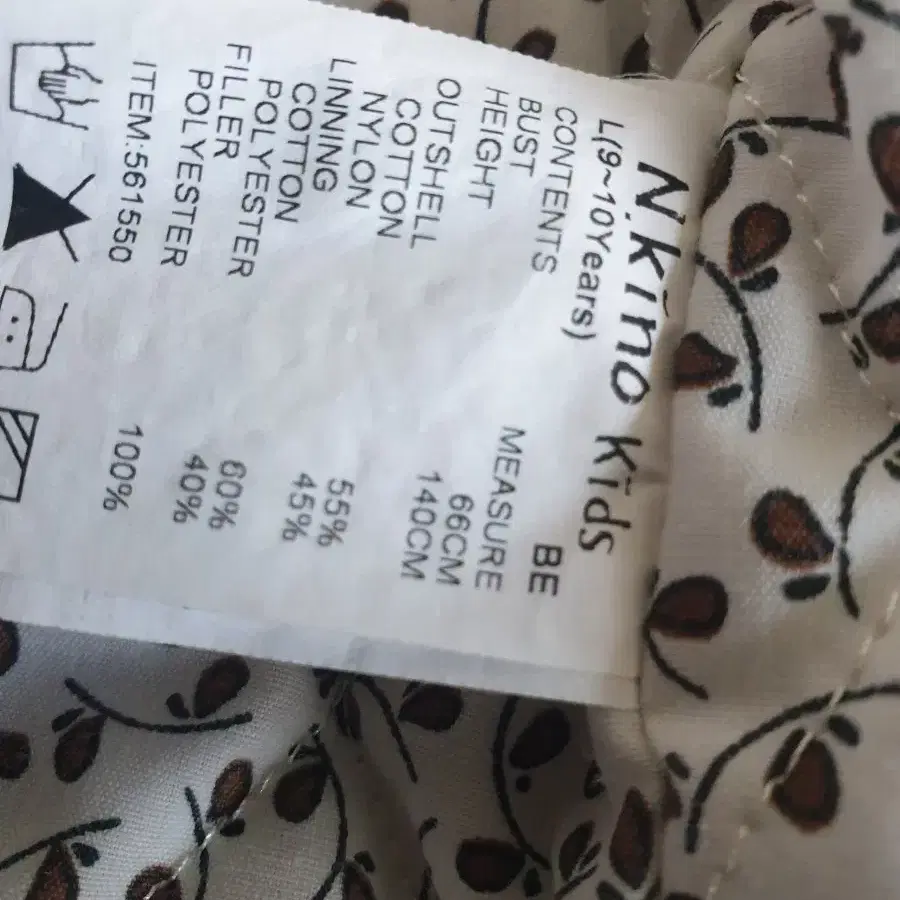 N.kino Kids
L(9~10Years) BE
CONTENTS MEASURE
BUST 66CM
HEIGHT 140CM
OUTSHELL
COTTON 55%
NYLON 45%
LINNING
COTTON 60%
POLYESTER 40%
FILLER
POLYESTER 100%
ITEM:561550